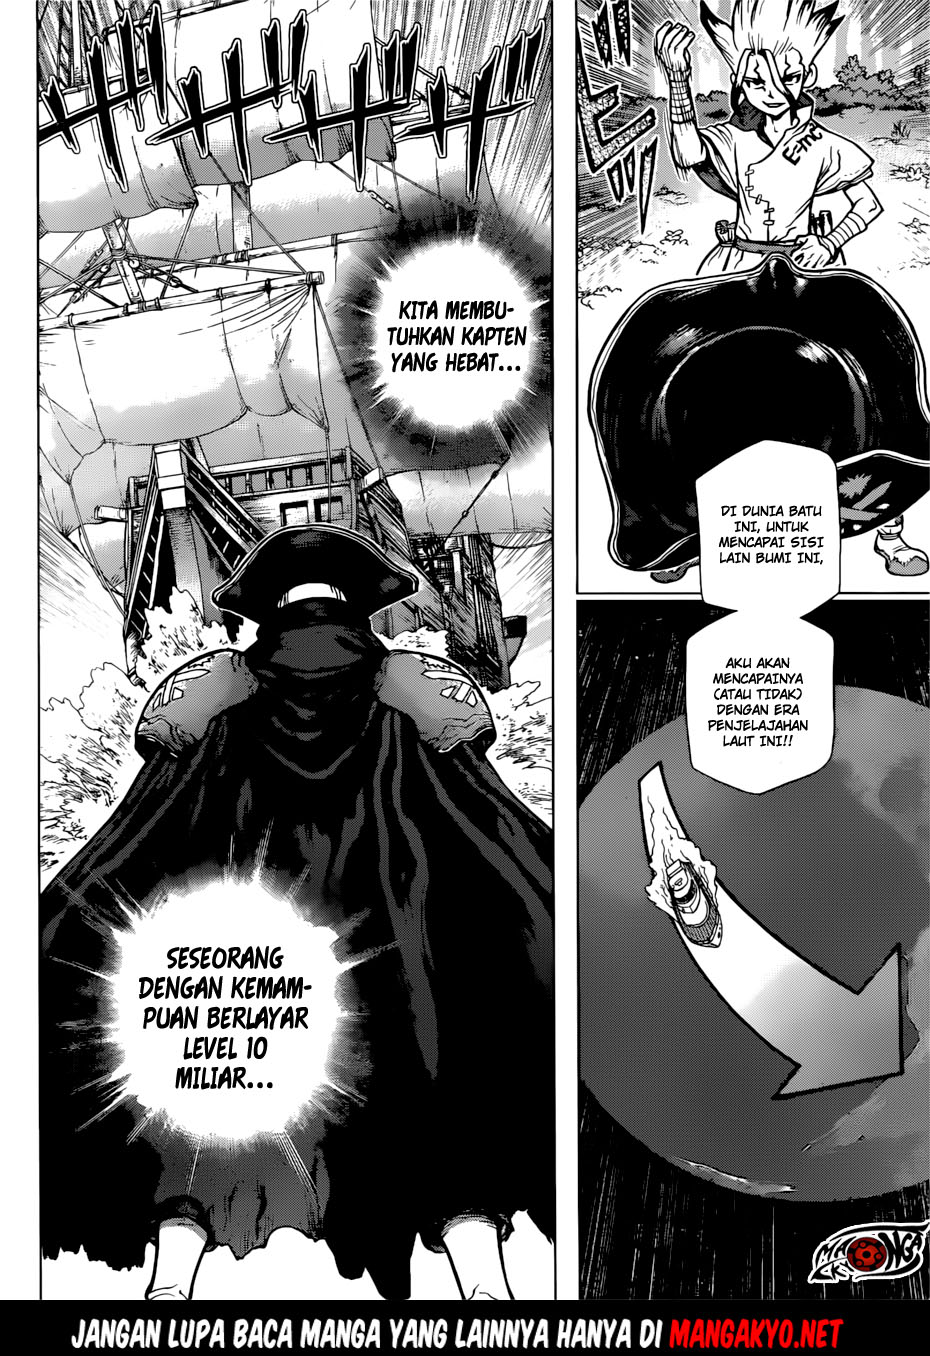 DI DUNIA BATU
INI, UNTUK
MENCAPAI SISI
LAIN BUMI INI,
AKU AKAN
MENCAPAINYA
(ATAU TIDAK)
DENGAN ERA
PENJELAJAHAN
LAUT INI!!
KITA MEMBU-
TUHKAN KAPTEN
YANG HEBAT...
SESEORANG
DENGAN KEMAM-
PUAN BERLAYAR
LEVEL 10
MILIAR...
JANGAN LUPA BACA MANGA YANG LAINNYA HANYA DI MANGAKYO.NET